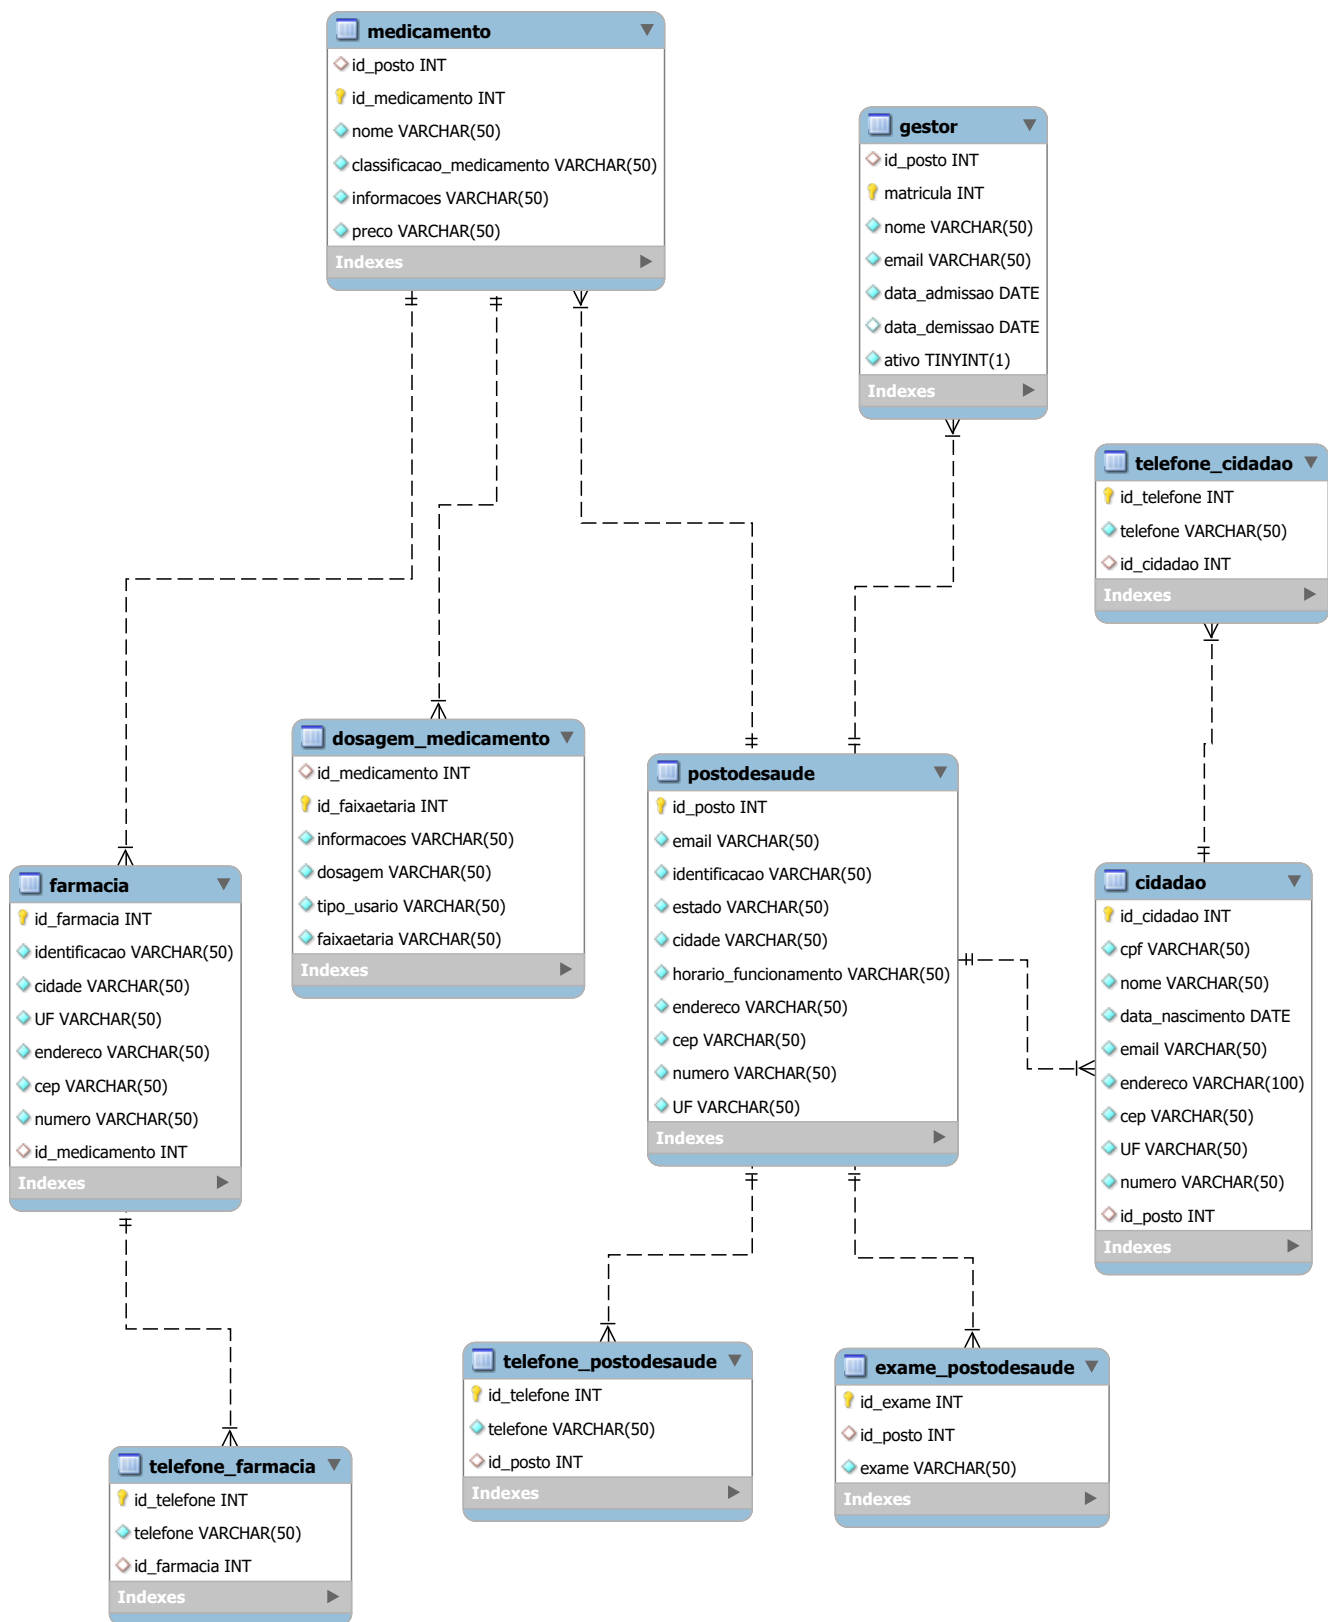 medicamento
id_posto INT
id_medicamento INT
nome VARCHAR(50)
classificacao_medicamento VARCHAR(50)
informacoes VARCHAR(50)
preco VARCHAR(50)
Indexes
gestor
id_posto INT
matricula INT
nome VARCHAR(50)
email VARCHAR(50)
data_admissao DATE
data_demissao DATE
ativo TINYINT(1)
Indexes
telefone_cidadao
id_telefone INT
telefone VARCHAR(50)
id_cidadao INT
Indexes
dosagem_medicamento
id_medicamento INT
id_faixaetaria INT
informacoes VARCHAR(50)
dosagem VARCHAR(50)
tipo_usario VARCHAR(50)
faixaetaria VARCHAR(50)
Indexes
postodesaude
id_posto INT
email VARCHAR(50)
identificacao VARCHAR(50)
estado VARCHAR(50)
cidade VARCHAR(50)
horario_funcionamento VARCHAR(50)
endereco VARCHAR(50)
cep VARCHAR(50)
numero VARCHAR(50)
UF VARCHAR(50)
Indexes
farmacia
id_farmacia INT
identificacao VARCHAR(50)
cidade VARCHAR(50)
UF VARCHAR(50)
endereco VARCHAR(50)
cep VARCHAR(50)
numero VARCHAR(50)
id_medicamento INT
Indexes
cidadao
id_cidadao INT
cpf VARCHAR(50)
nome VARCHAR(50)
data_nascimento DATE
email VARCHAR(50)
endereco VARCHAR(100)
cep VARCHAR(50)
UF VARCHAR(50)
numero VARCHAR(50)
id_posto INT
Indexes
telefone_postodesaude
id_telefone INT
telefone VARCHAR(50)
id_posto INT
Indexes
exame_postodesaude
id_exame INT
id_posto INT
exame VARCHAR(50)
Indexes
telefone_farmacia
id_telefone INT
telefone VARCHAR(50)
id_farmacia INT
Indexes